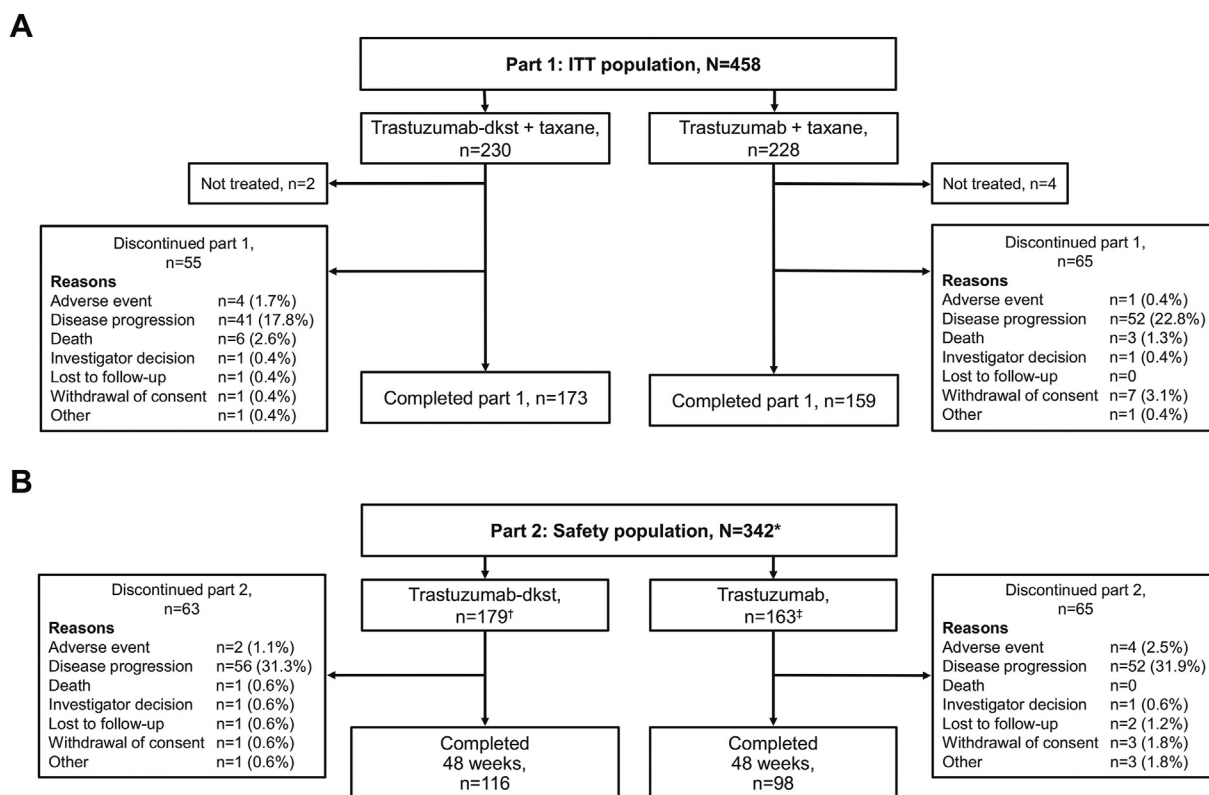 A
Part 1: ITT population, N=458
Trastuzumab-dkst + taxane,
n=230
Trastuzumab + taxane,
n=228
Not treated, n=2
Not treated, n=4
Discontinued part 1,
n=55
Reasons
Adverse event n=4 (1.7%)
Disease progression n=41 (17.8%)
Death n=6 (2.6%)
Investigator decision n=1 (0.4%)
Lost to follow-up n=1 (0.4%)
Withdrawal of consent n=1 (0.4%)
Other n=1 (0.4%)
Discontinued part 1,
n=65
Reasons
Adverse event n=1 (0.4%)
Disease progression n=52 (22.8%)
Death n=3 (1.3%)
Investigator decision n=1 (0.4%)
Lost to follow-up n=0
Withdrawal of consent n=7 (3.1%)
Other n=1 (0.4%)
Completed part 1, n=173
Completed part 1, n=159
B
Part 2: Safety population, N=342*
Trastuzumab-dkst,
n=179†
Trastuzumab,
n=163‡
Discontinued part 2,
n=63
Reasons
Adverse event n=2 (1.1%)
Disease progression n=56 (31.3%)
Death n=1 (0.6%)
Investigator decision n=1 (0.6%)
Lost to follow-up n=1 (0.6%)
Withdrawal of consent n=1 (0.6%)
Other n=1 (0.6%)
Discontinued part 2,
n=65
Reasons
Adverse event n=4 (2.5%)
Disease progression n=52 (31.9%)
Death n=0
Investigator decision n=1 (0.6%)
Lost to follow-up n=2 (1.2%)
Withdrawal of consent n=3 (1.8%)
Other n=3 (1.8%)
Completed
48 weeks,
n=116
Completed
48 weeks,
n=98